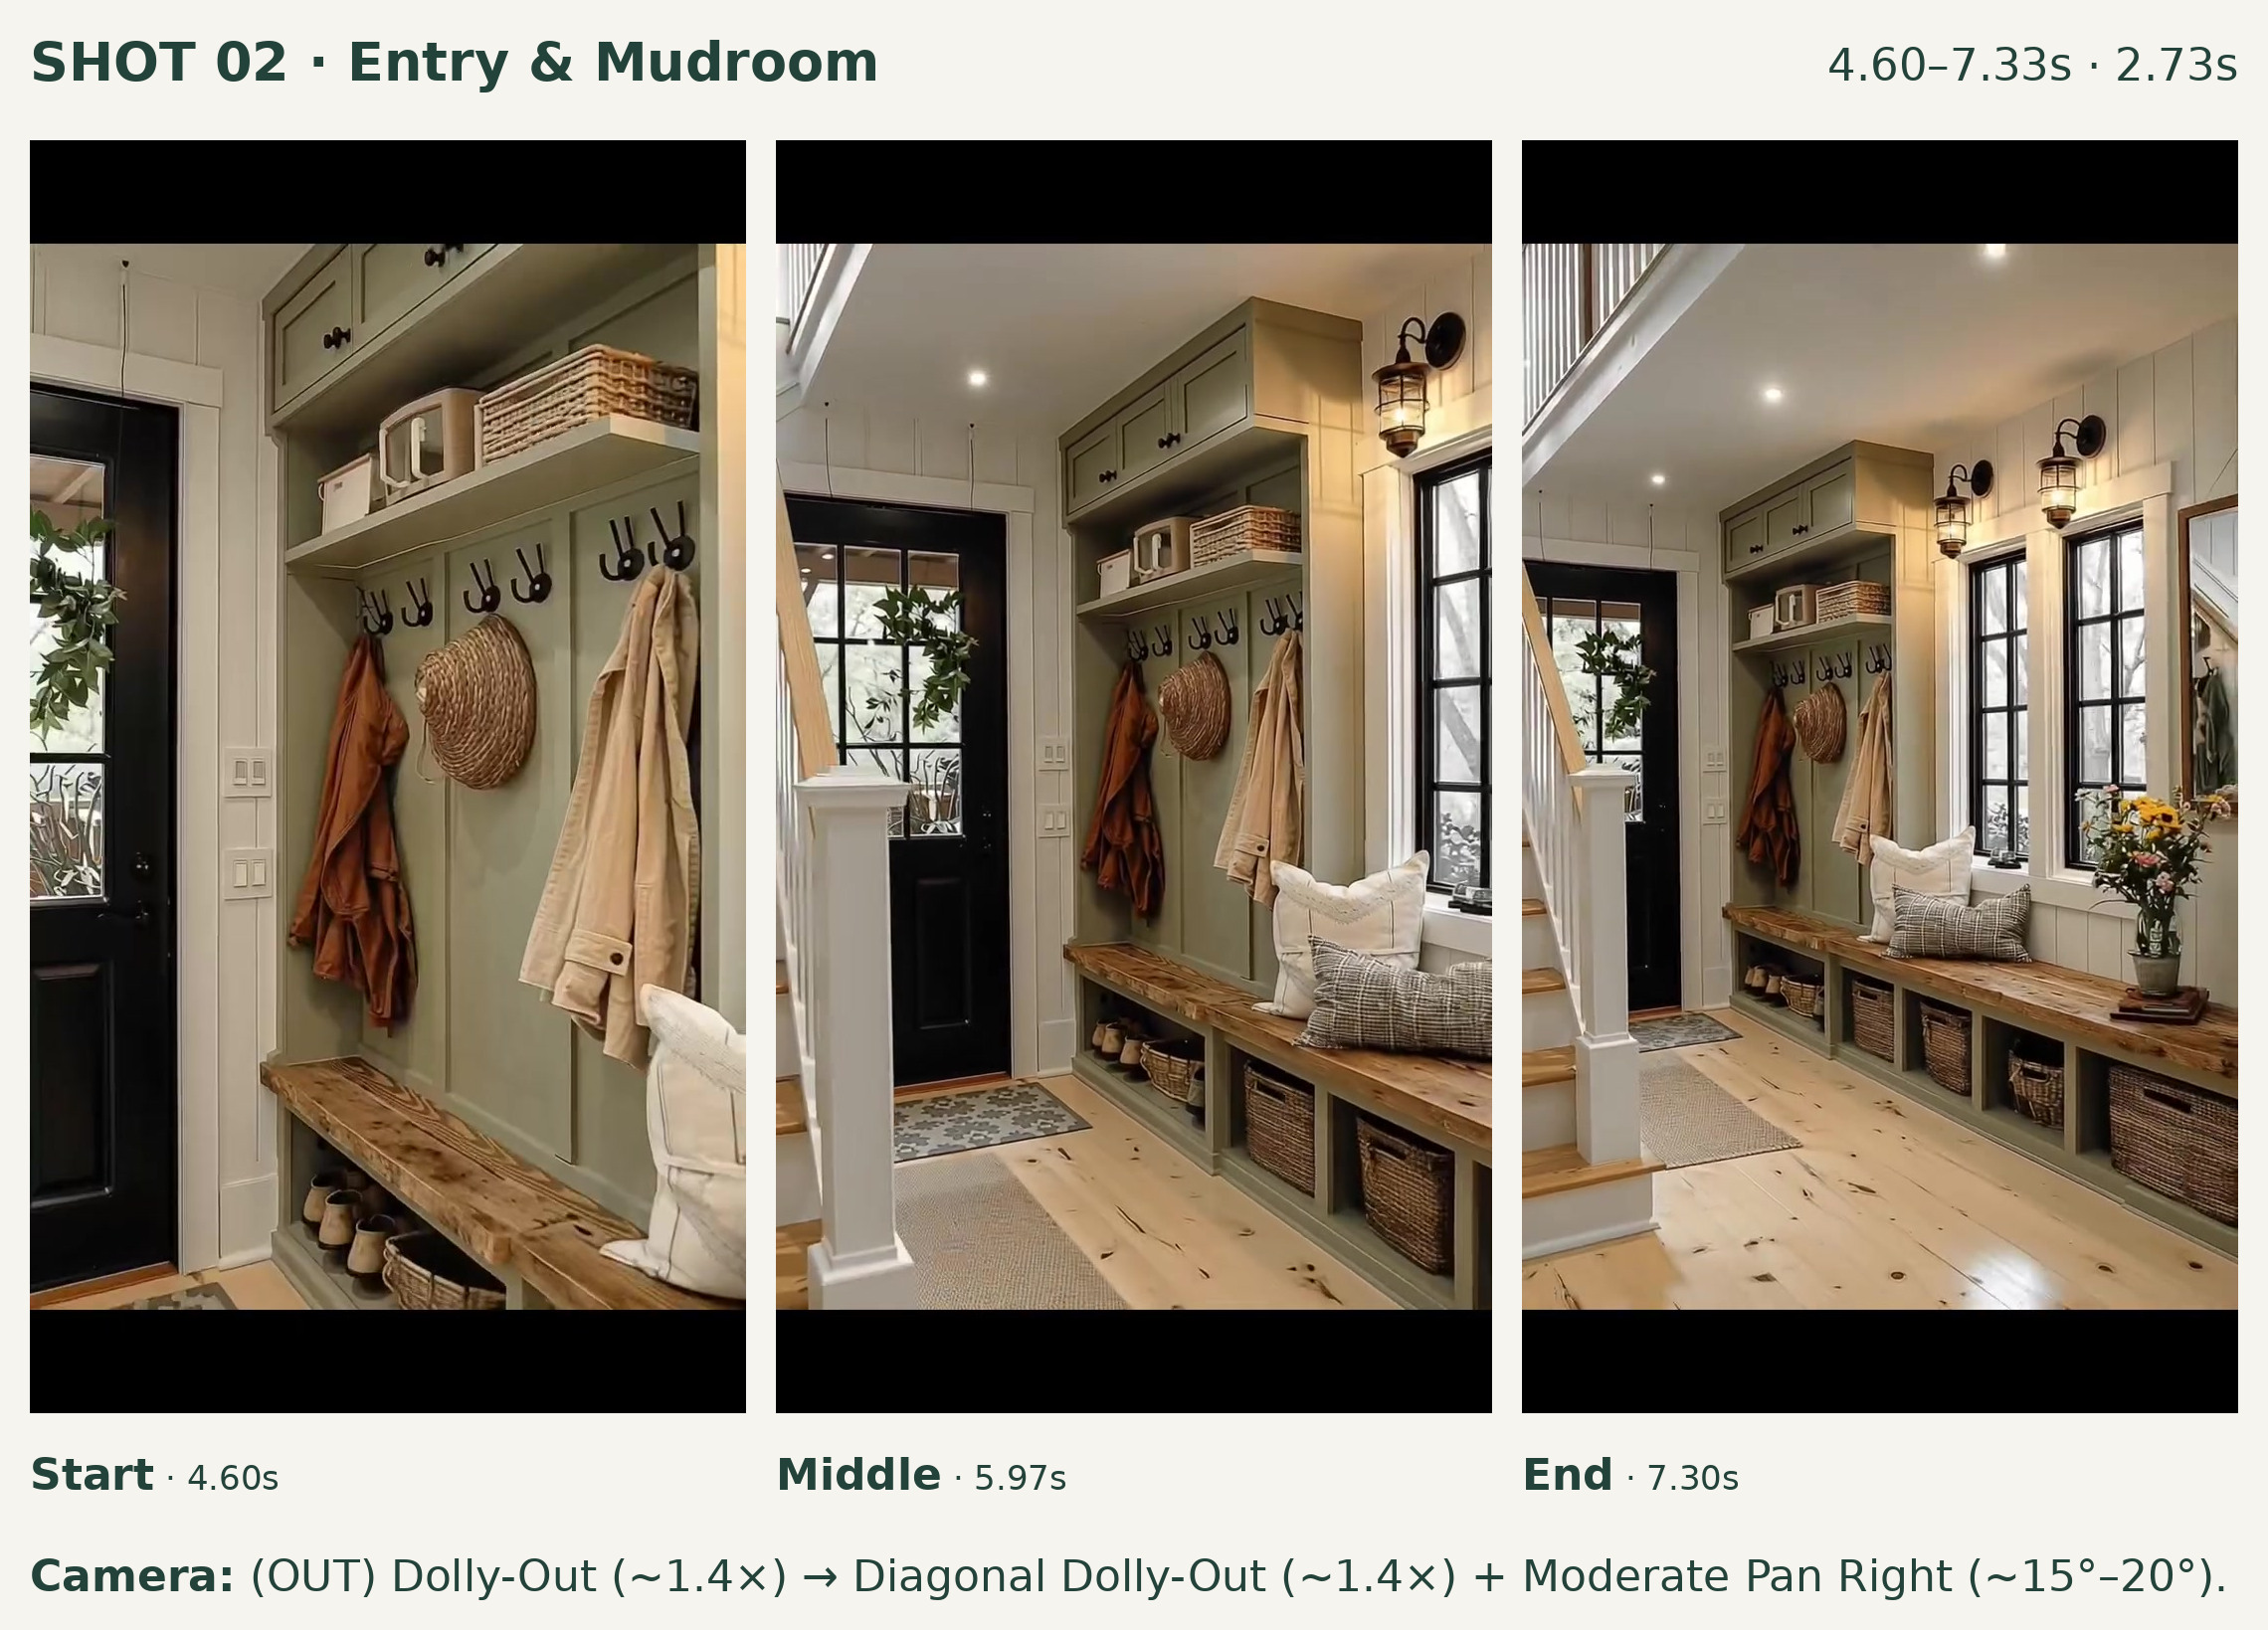 SHOT 02 · Entry & Mudroom
4.60–7.33s · 2.73s
Start · 4.60s
Middle · 5.97s
End · 7.30s
Camera: (OUT) Dolly-Out (~1.4×) → Diagonal Dolly-Out (~1.4×) + Moderate Pan Right (~15°–20°).